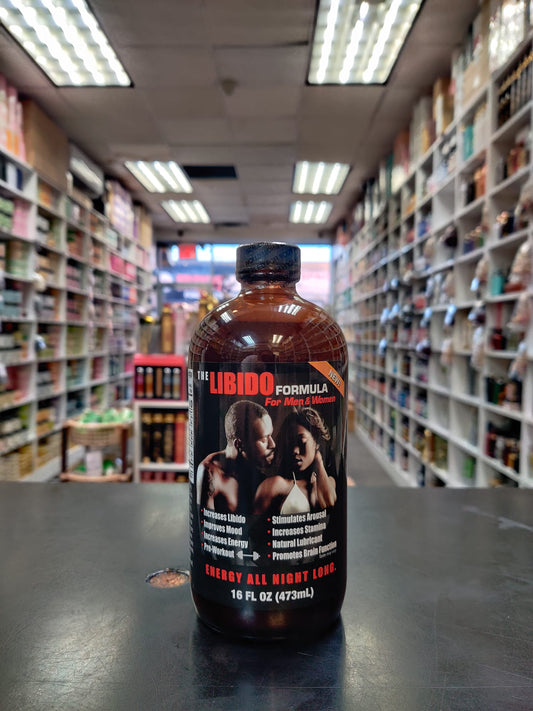 THE LIBIDO FORMULA
For Men & Women
• Increases Libido
• Improves Mood
• Increases Energy
• Pre-Workout
• Stimulates Arousal
• Increases Stamina
• Natural Lubricant
• Promotes Brain Function
ENERGY ALL NIGHT LONG.
16 FL OZ (473mL)